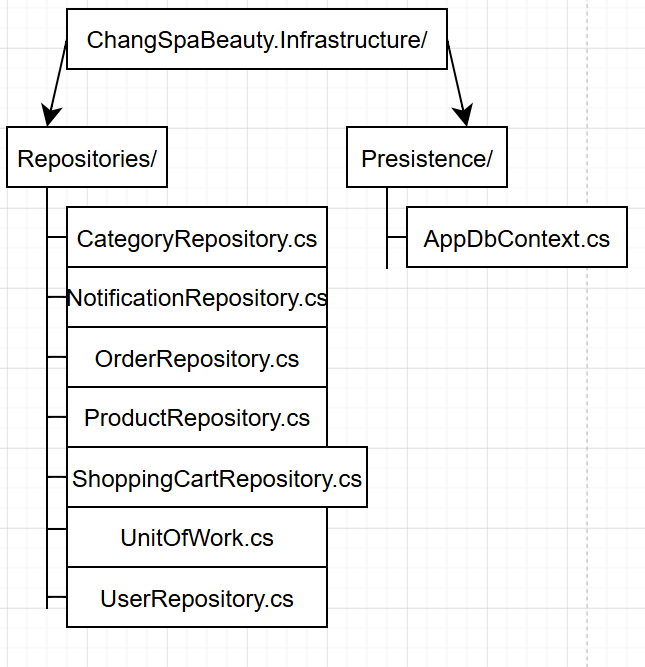 ChangSpaBeauty.Infrastructure/
Repositories/
CategoryRepository.cs
NotificationRepository.cs
OrderRepository.cs
ProductRepository.cs
ShoppingCartRepository.cs
UnitOfWork.cs
UserRepository.cs
Presistence/
AppDbContext.cs